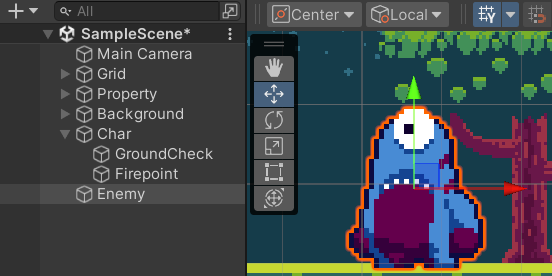 All
Center
Local
SampleScene*
Main Camera
Grid
Property
Background
Char
GroundCheck
Firepoint
Enemy